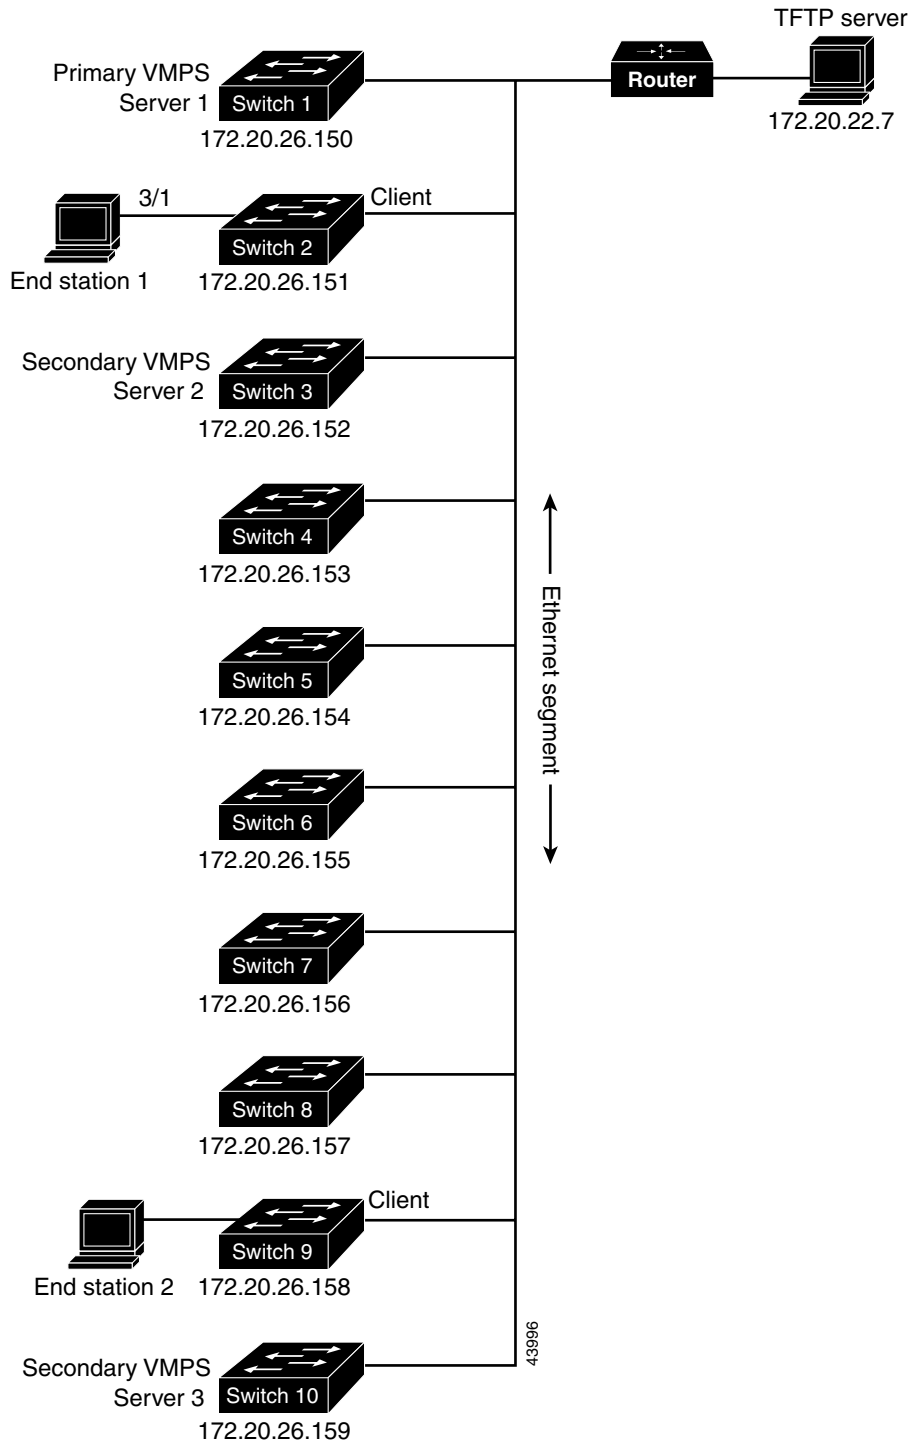 TFTP server
Primary VMPS
Server 1
Switch 1
172.20.26.150
Router
172.20.22.7
3/1
Client
Switch 2
End station 1
172.20.26.151
Secondary VMPS
Server 2
Switch 3
172.20.26.152
Switch 4
172.20.26.153
Ethernet segment
Switch 5
172.20.26.154
Switch 6
172.20.26.155
Switch 7
172.20.26.156
Switch 8
172.20.26.157
Client
Switch 9
End station 2
172.20.26.158
43996
Secondary VMPS
Server 3
Switch 10
172.20.26.159